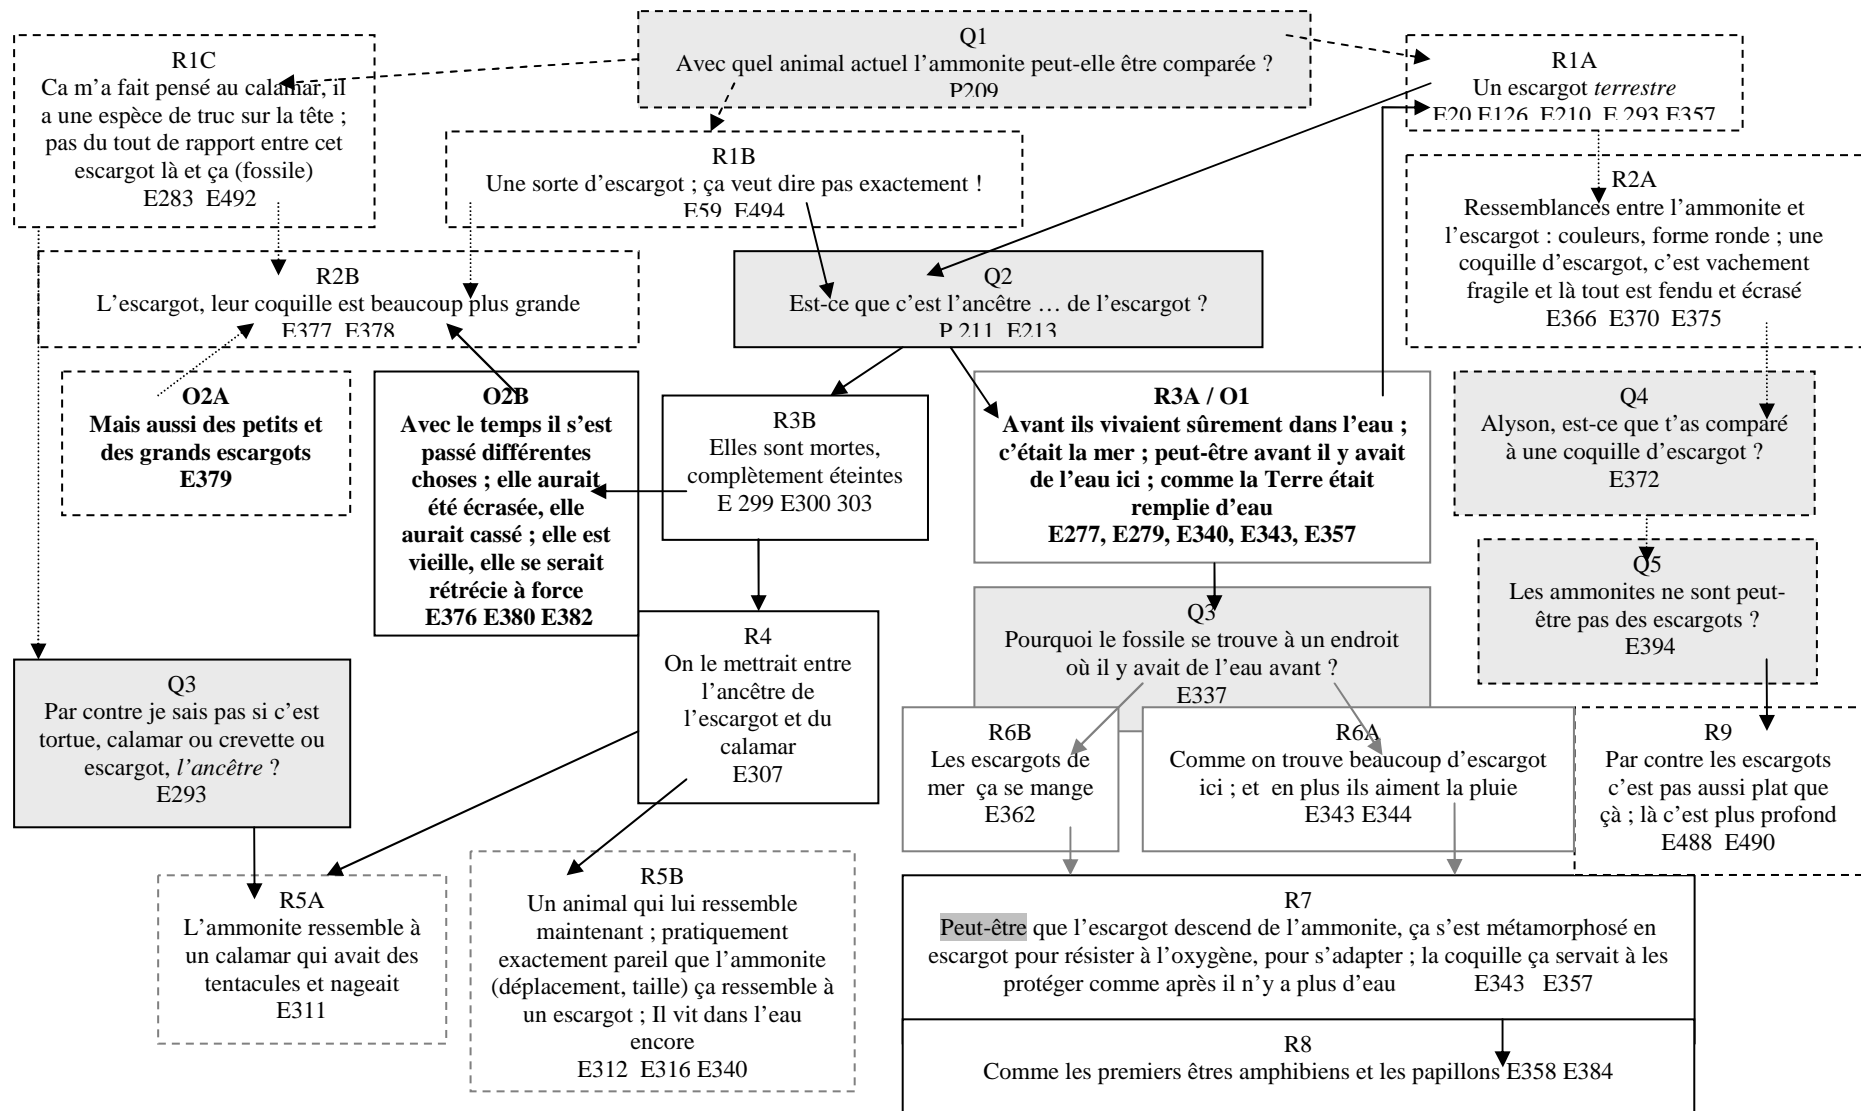 Q1
Avec quel animal actuel l’ammonite peut-elle être comparée ?
P209
R1C
Ca m’a fait pensé au calamar, il
a une espèce de truc sur la tête ;
pas du tout de rapport entre cet
escargot là et ça (fossile)
E283 E492
R1A
Un escargot terrestre
E20 E126 E210 E 293 E357
R1B
Une sorte d’escargot ; ça veut dire pas exactement !
E59 E494
R2A
Ressemblances entre l’ammonite et
l’escargot : couleurs, forme ronde ; une
coquille d’escargot, c’est vachement
fragile et là tout est fendu et écrasé
E366 E370 E375
R2B
L’escargot, leur coquille est beaucoup plus grande
E377 E378
Q2
Est-ce que c’est l’ancêtre … de l’escargot ?
P 211 E213
O2A
Mais aussi des petits et
des grands escargots
E379
O2B
Avec le temps il s’est
passé différentes
choses ; elle aurait
été écrasée, elle
aurait cassé ; elle est
vieille, elle se serait
rétrécie à force
E376 E380 E382
R3B
Elles sont mortes,
complètement éteintes
E 299 E300 303
R3A / O1
Avant ils vivaient sûrement dans l’eau ;
c’était la mer ; peut-être avant il y avait
de l’eau ici ; comme la Terre était
remplie d’eau
E277, E279, E340, E343, E357
Q4
Alyson, est-ce que t’as comparé
à une coquille d’escargot ?
E372
Q5
Les ammonites ne sont peut-
être pas des escargots ?
E394
Q3
Par contre je sais pas si c’est
tortue, calamar ou crevette ou
escargot, l’ancêtre ?
E293
R4
On le mettrait entre
l’ancêtre de
l’escargot et du
calamar
E307
Q3
Pourquoi le fossile se trouve à un endroit
où il y avait de l’eau avant ?
E337
R6B
Les escargots de
mer ça se mange
E362
R6A
Comme on trouve beaucoup d’escargot
ici ; et en plus ils aiment la pluie
E343 E344
R9
Par contre les escargots
c’est pas aussi plat que
çà ; là c’est plus profond
E488 E490
R5A
L’ammonite ressemble à
un calamar qui avait des
tentacules et nageait
E311
R5B
Un animal qui lui ressemble
maintenant ; pratiquement
exactement pareil que l’ammonite
(déplacement, taille) ça ressemble à
un escargot ; Il vit dans l’eau
encore
E312 E316 E340
R7
Peut-être que l’escargot descend de l’ammonite, ça s’est métamorphosé en
escargot pour résister à l’oxygène, pour s’adapter ; la coquille ça servait à les
protéger comme après il n’y a plus d’eau E343 E357
R8
Comme les premiers êtres amphibiens et les papillons E358 E384